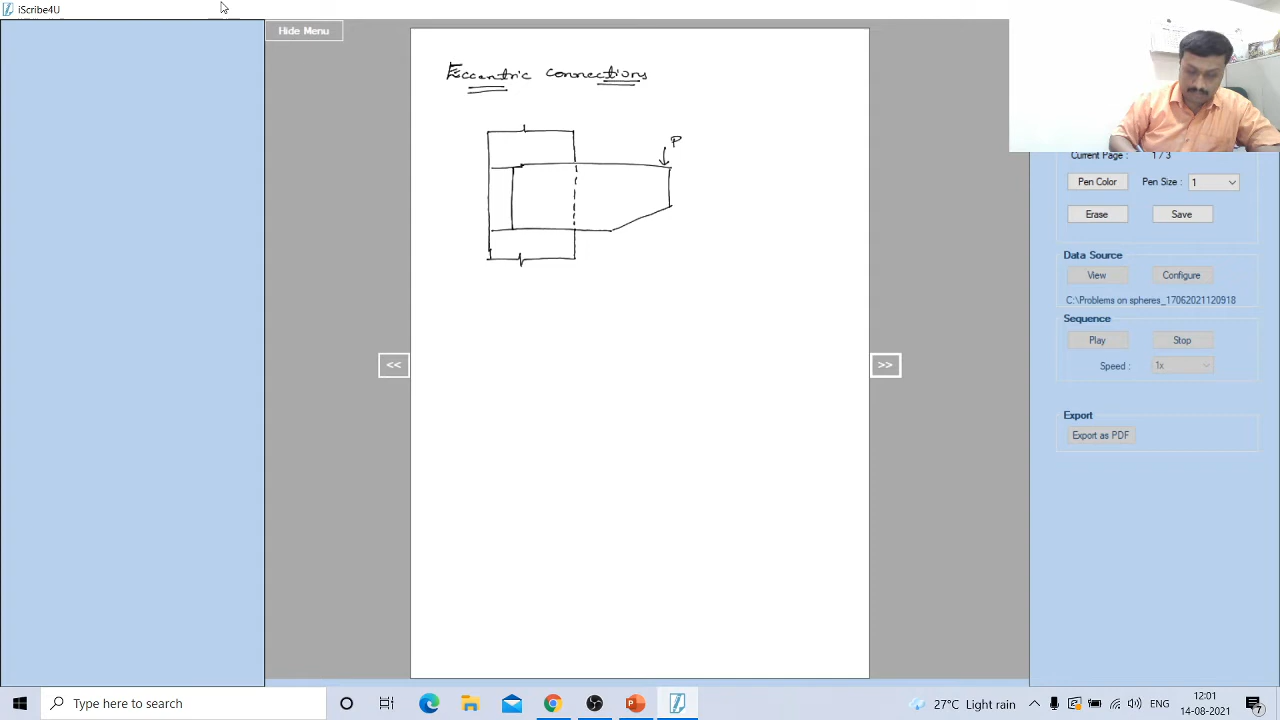 iScribe4U
Hide Menu
Eccentric connections
P
<<
>>
Current Page : 1 / 3
Pen Color Pen Size : 1
Erase Save
Data Source
View Configure
C:\Problems on spheres_17062021120918
Sequence
Play Stop
Speed : 1x
Export
Export as PDF
Type here to search
27°C Light rain
ENG
12:01
14-08-2021
7